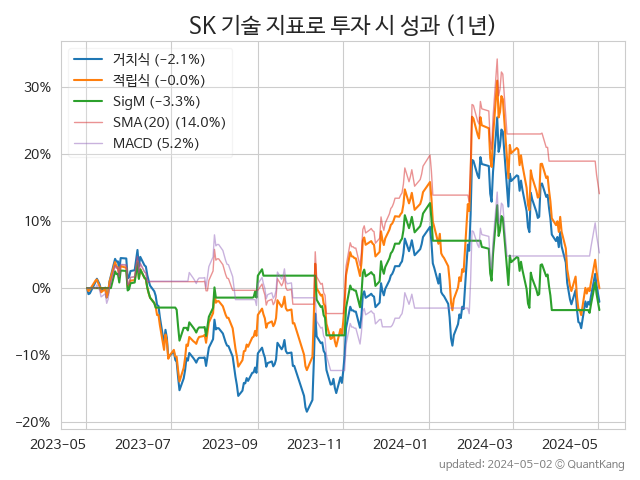 SK 기술 지표로 투자 시 성과 (1년)
거치식 (−2.1%)
적립식 (−0.0%)
SigM (−3.3%)
SMA(20) (14.0%)
MACD (5.2%)
30%
20%
10%
0%
−10%
−20%
2023-05 2023-07 2023-09 2023-11 2024-01 2024-03 2024-05
updated: 2024-05-02 © QuantKang